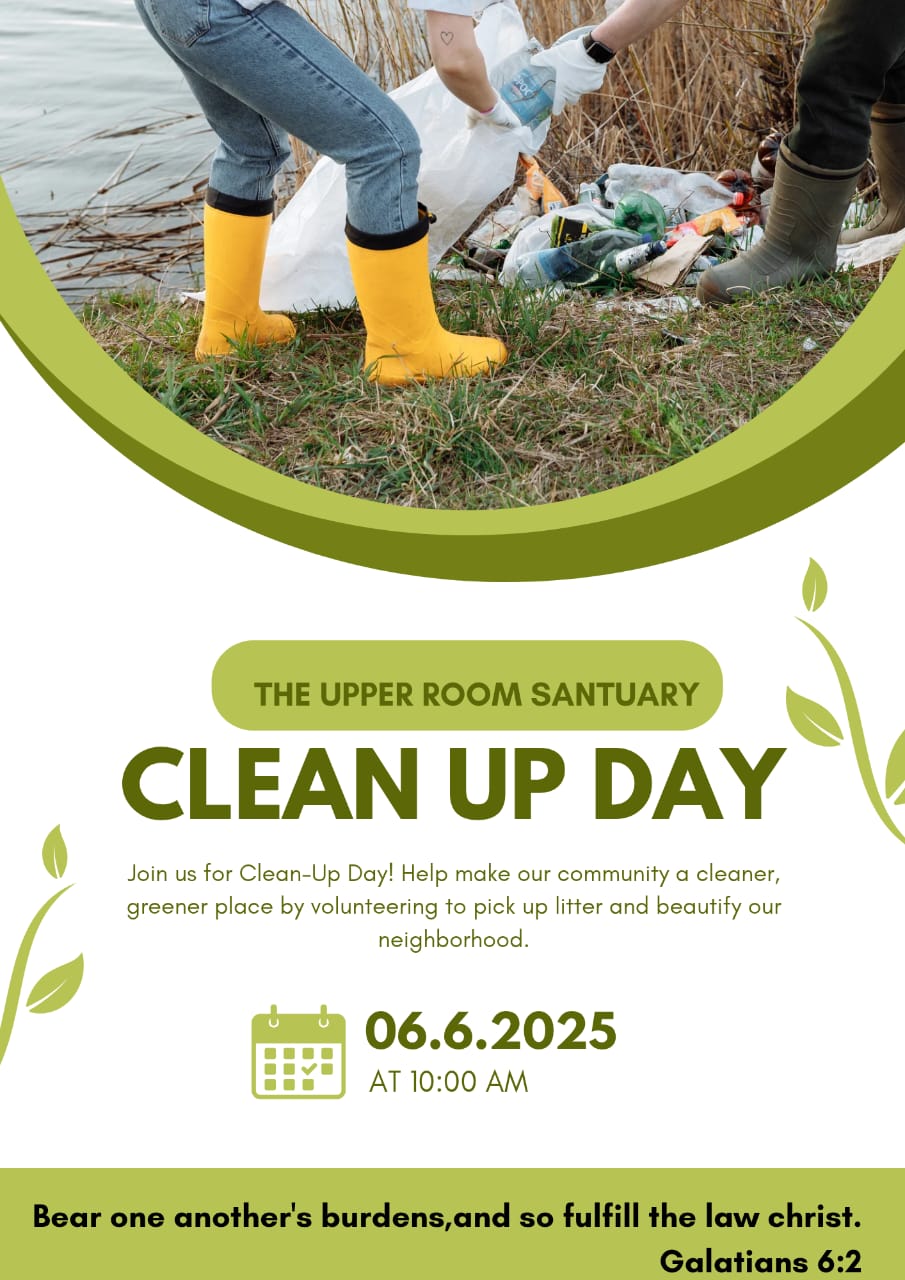 THE UPPER ROOM SANTUARY
CLEAN UP DAY
Join us for Clean-Up Day! Help make our community a cleaner,
greener place by volunteering to pick up litter and beautify our
neighborhood.
06.6.2025
AT 10:00 AM
Bear one another's burdens,and so fulfill the law christ.
Galatians 6:2